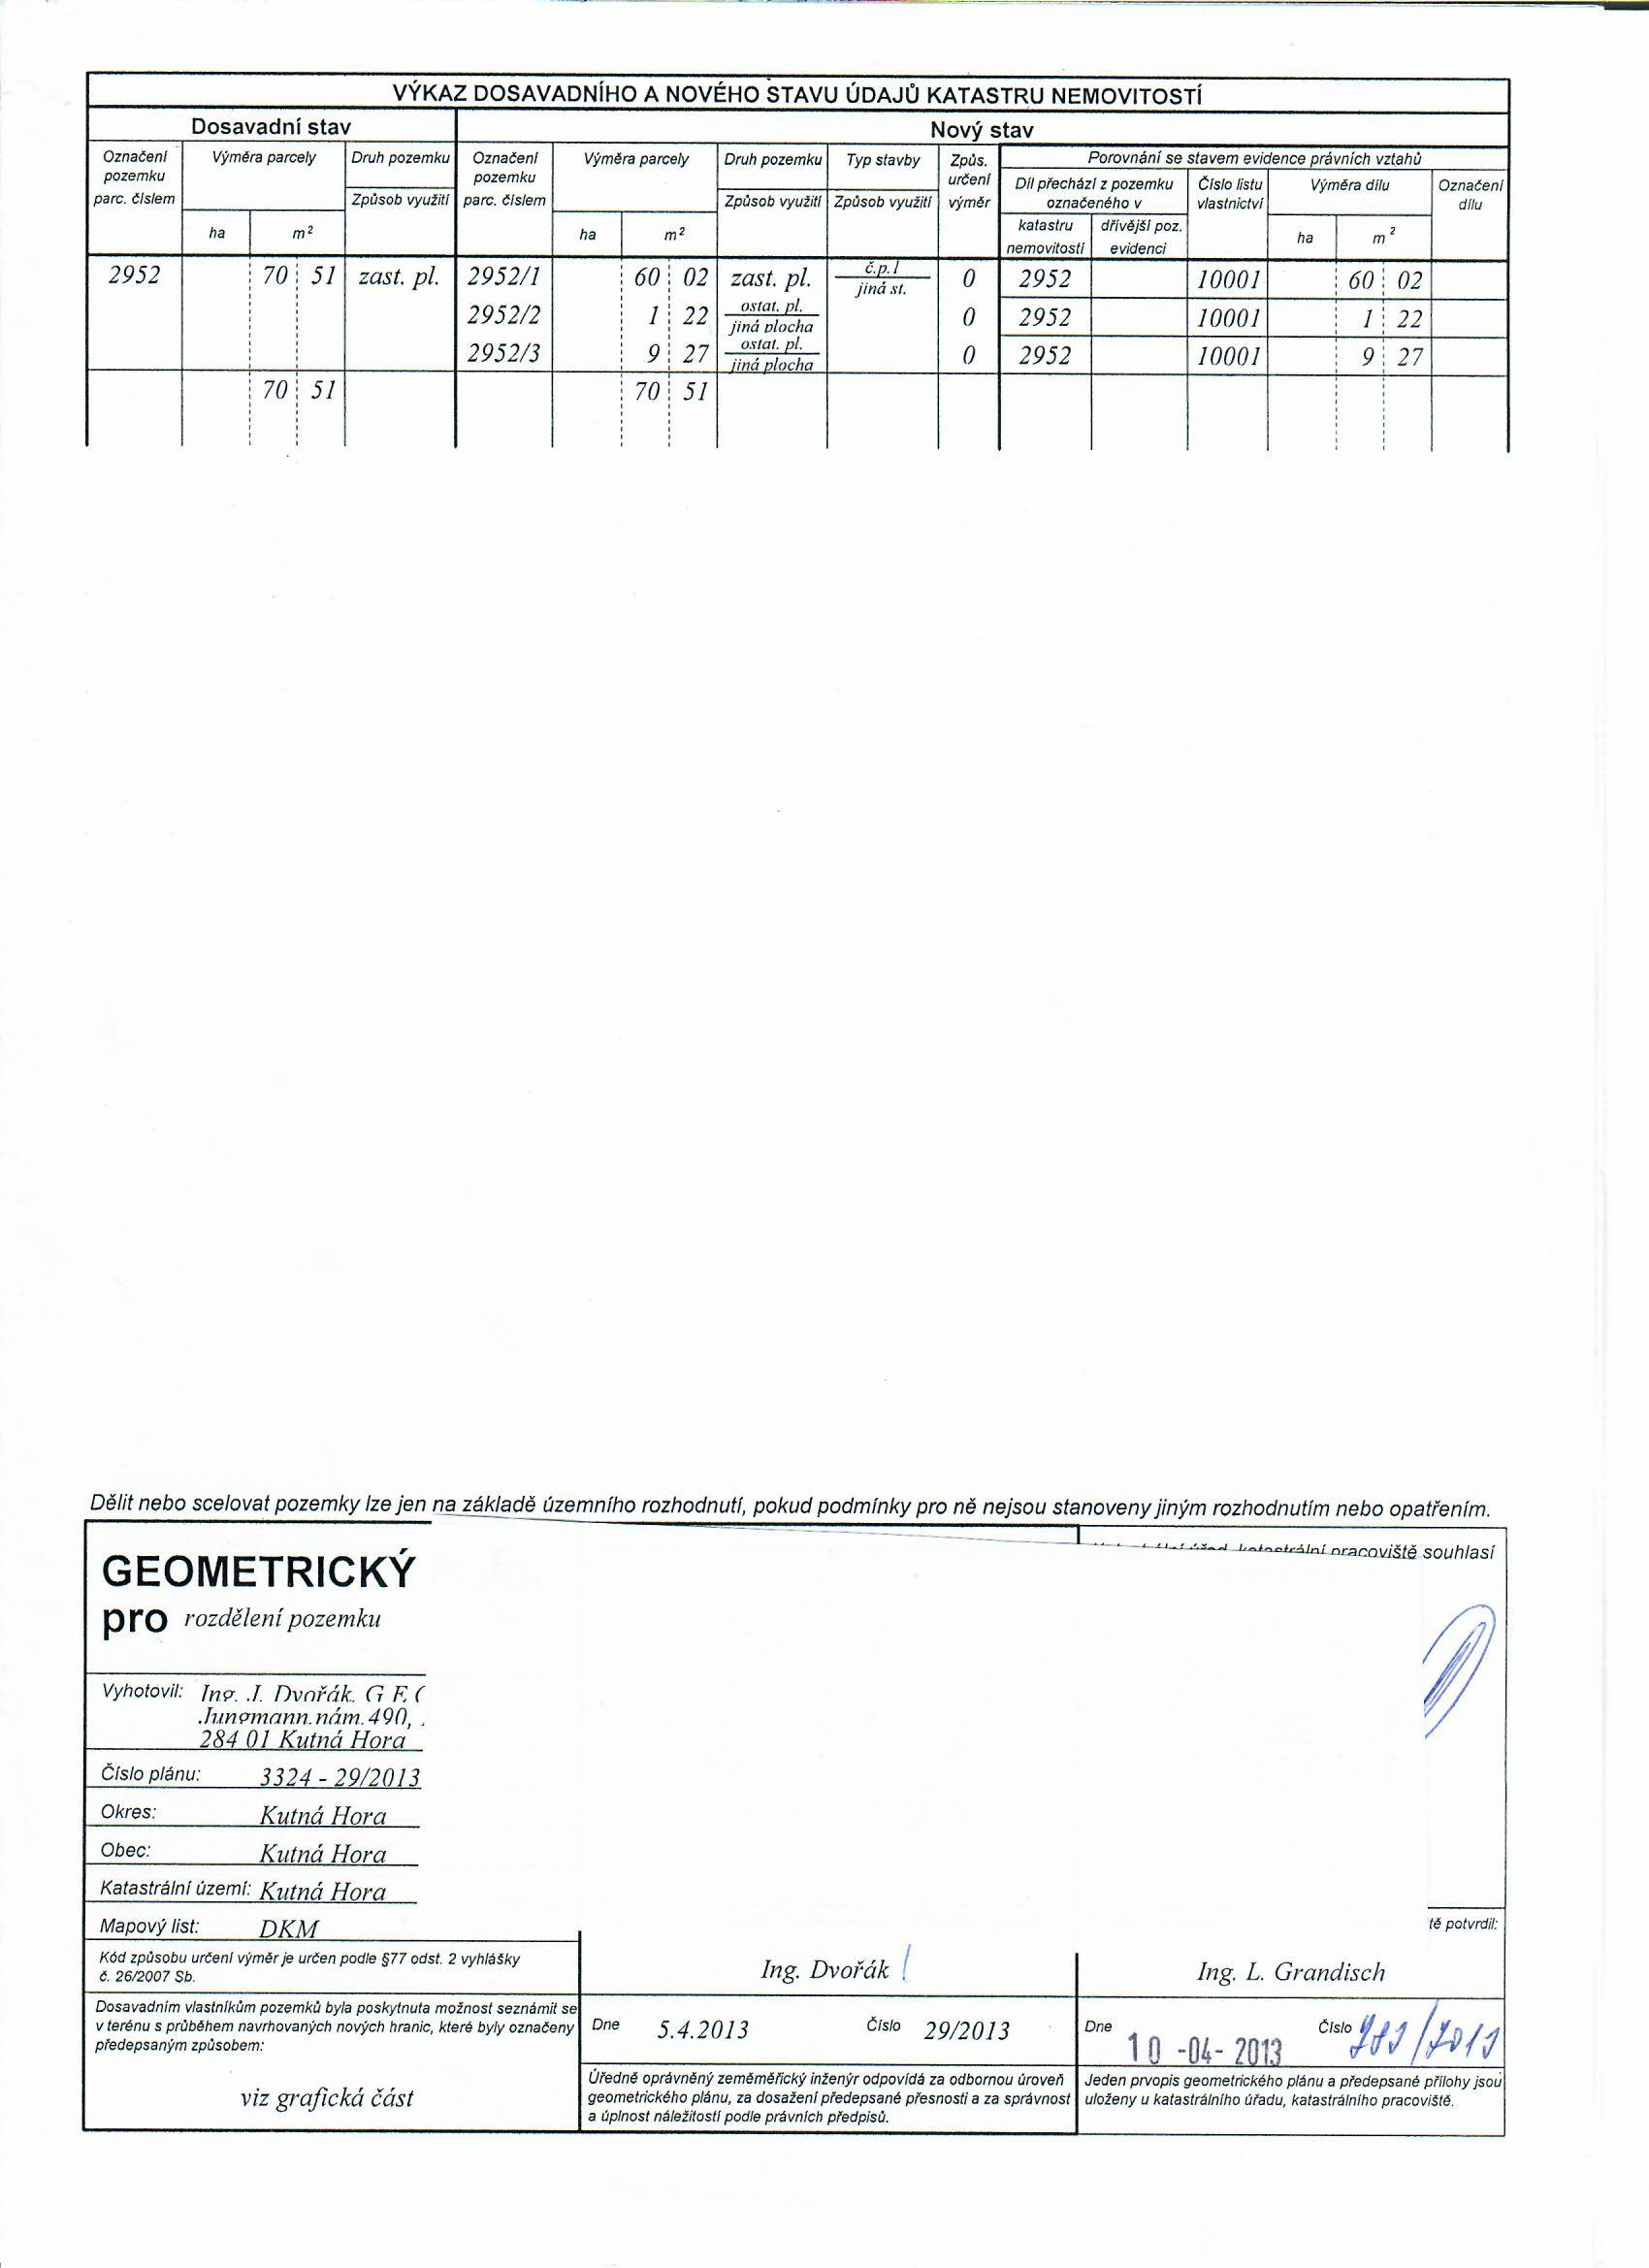 VÝKAZ DOSAVADNÍHO A NOVÉHO STAVU ÚDAJŮ KATASTRU NEMOVITOSTÍ
Dosavadní stav Nový stav
Označení pozemku parc. číslem Výměra parcely ha m² Druh pozemku Způsob využití Označení pozemku parc. číslem Výměra parcely ha m² Druh pozemku Způsob využití Typ stavby Způsob využití Způs. určení výměr Porovnání se stavem evidence právních vztahů
Díl přechází z pozemku označeného v katastru nemovitostí dřívější poz. evidenci Číslo listu vlastnictví Výměra dílu ha m² Označení dílu
2952 70 51 zast. pl. 2952/1 60 02 zast. pl. č.p.1 jiná st. 0 2952 10001 60 02
2952/2 1 22 ostat. pl. jiná plocha 0 2952 10001 1 22
2952/3 9 27 ostat. pl. jiná plocha 0 2952 10001 9 27
70 51 70 51
Dělit nebo scelovat pozemky lze jen na základě územního rozhodnutí, pokud podmínky pro ně nejsou stanoveny jiným rozhodnutím nebo opatřením.
GEOMETRICKÝ
katastrální pracoviště souhlasí
pro rozdělení pozemku
Vyhotovil: Ing. J. Dvořák, G E
Jungmann.nám.490,
284 01 Kutná Hora
Číslo plánu: 3324 - 29/2013
Okres: Kutná Hora
Obec: Kutná Hora
Katastrální území: Kutná Hora
Mapový list: DKM
tě potvrdil:
Kód způsobu určení výměr je určen podle §77 odst. 2 vyhlášky
č. 26/2007 Sb.
Ing. Dvořák
Ing. L. Grandisch
Dosavadním vlastníkům pozemků byla poskytnuta možnost seznámit se
v terénu s průběhem navrhovaných nových hranic, které byly označeny
předepsaným způsobem:
viz grafická část
Dne 5.4.2013 Číslo 29/2013
Úředně oprávněný zeměměřický inženýr odpovídá za odbornou úroveň
geometrického plánu, za dosažení předepsané přesnosti a za správnost
a úplnost náležitostí podle právních předpisů.
Dne 10 -04- 2013 Číslo
Jeden prvopis geometrického plánu a předepsané přílohy jsou
uloženy u katastrálního úřadu, katastrálního pracoviště.